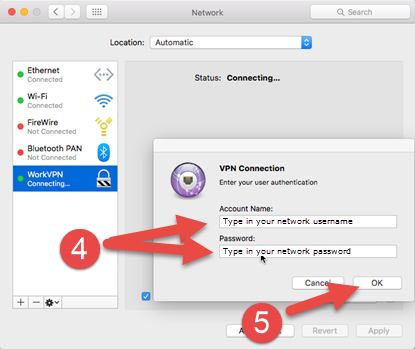 Network
Search
Location: Automatic
Ethernet
Connected
Wi-Fi
Connected
FireWire
Not Connected
Bluetooth PAN
Not Connected
WorkVPN
Connecting...
Status: Connecting...
VPN Connection
Enter your user authentication
Account Name:
Type in your network username
Password:
Type in your network password
Cancel
OK
4
5
Revert
Apply